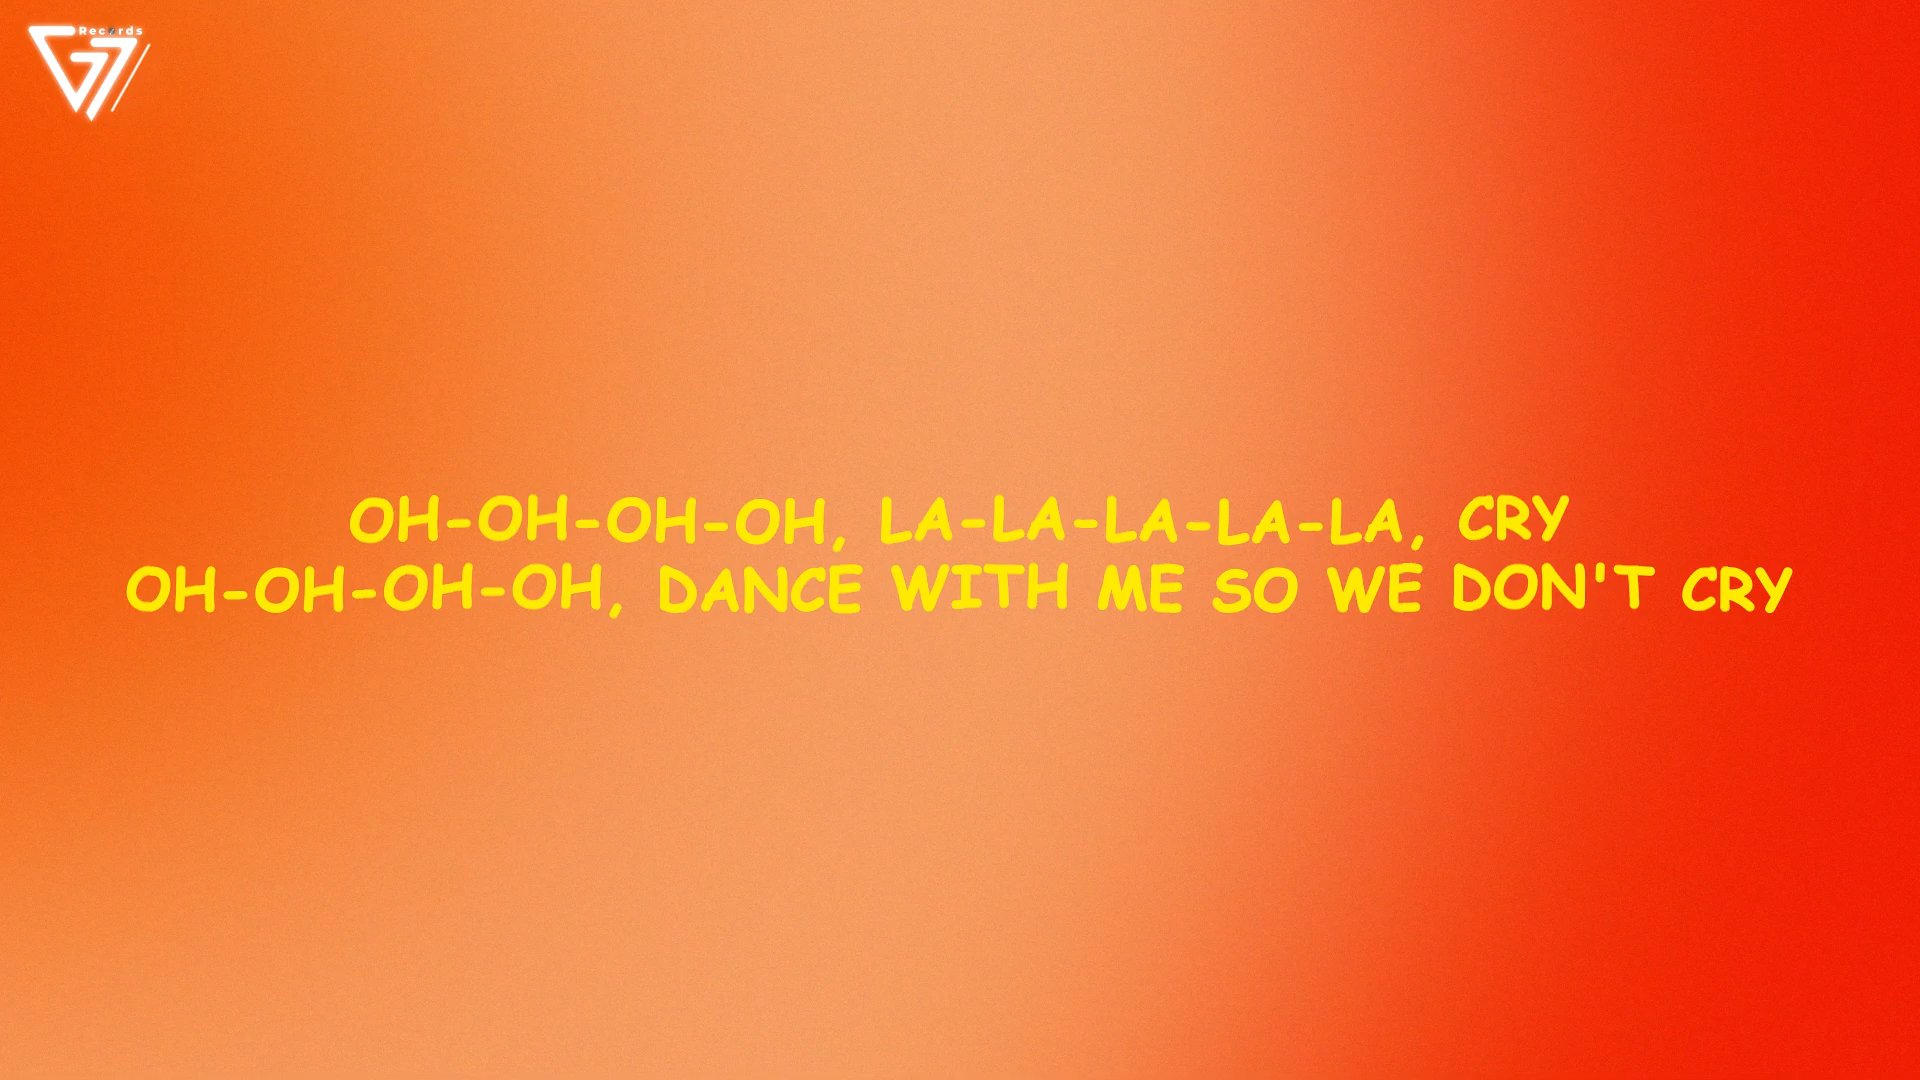 Records
G7
OH-OH-OH-OH, LA-LA-LA-LA-LA, CRY
OH-OH-OH-OH, DANCE WITH ME SO WE DON'T CRY